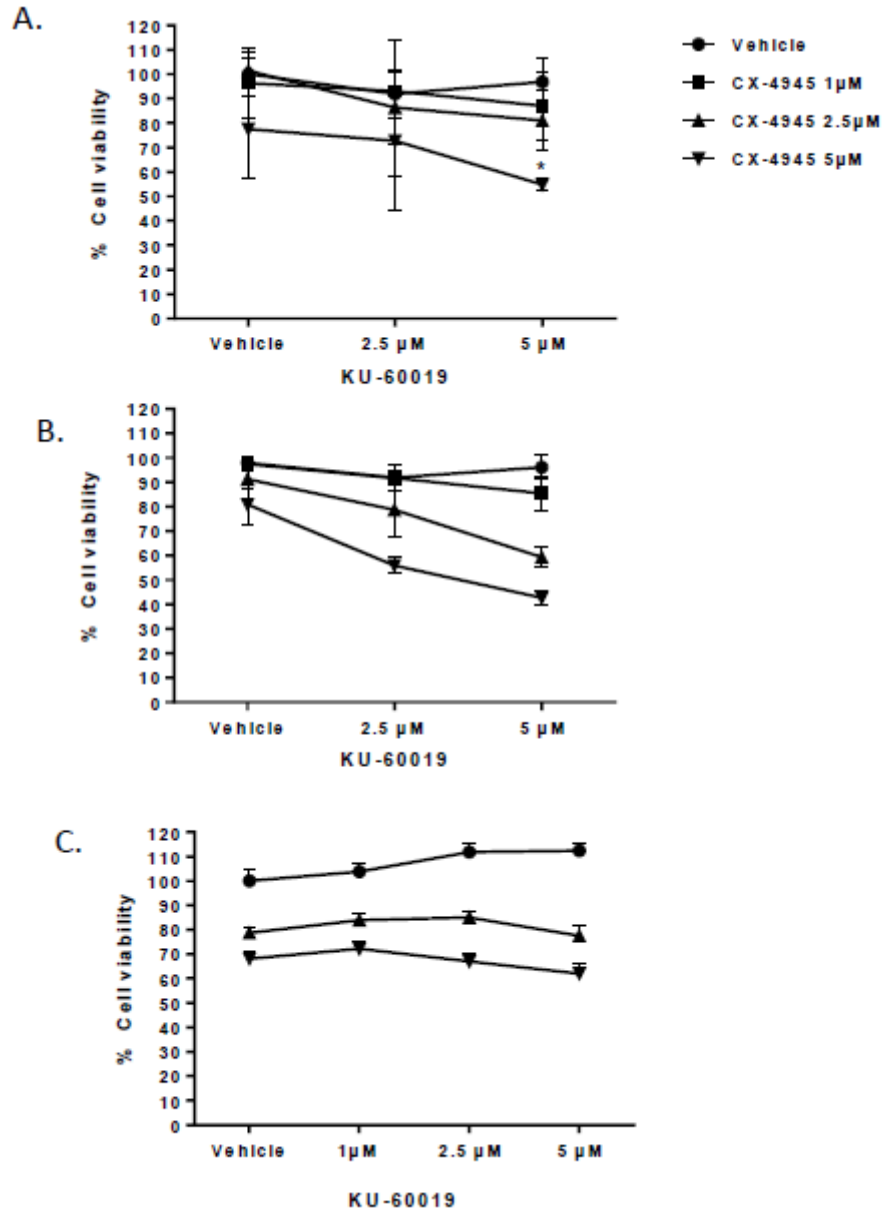 A.
120
110
100
90
80
70
60
50
40
30
20
10
0
% Cell viability
*
Vehicle 2.5 µM 5 µM
KU-60019
Vehicle
CX-4945 1µM
CX-4945 2.5µM
CX-4945 5µM
B.
120
110
100
90
80
70
60
50
40
30
20
10
0
% Cell viability
Vehicle 2.5 µM 5 µM
KU-60019
C.
120
110
100
90
80
70
60
50
40
30
20
10
0
% Cell viability
Vehicle 1µM 2.5 µM 5 µM
KU-60019